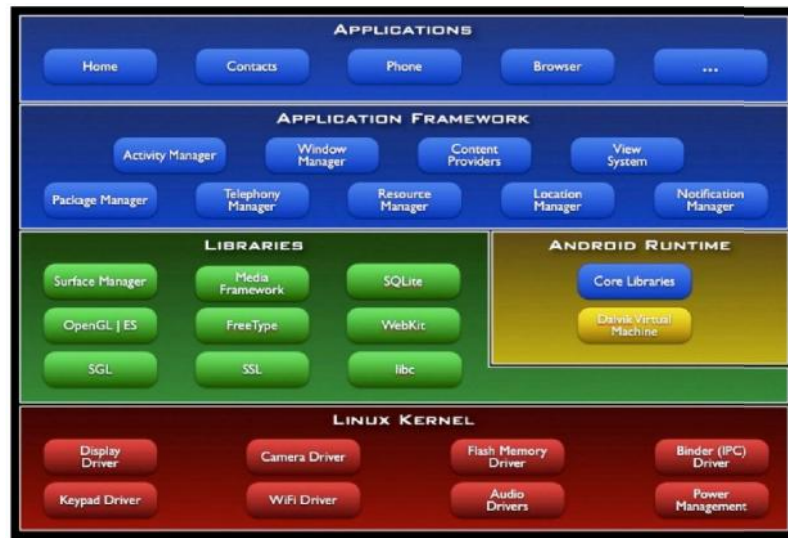 APPLICATIONS
Home Contacts Phone Browser ...
APPLICATION FRAMEWORK
Activity Manager
Window
Manager
Content
Providers
View
System
Package Manager
Telephony
Manager
Resource
Manager
Location
Manager
Notification
Manager
LIBRARIES
Surface Manager
Media
Framework
SQLite
OpenGL | ES
FreeType
WebKit
SGL
SSL
libc
ANDROID RUNTIME
Core Libraries
Dalvik Virtual
Machine
LINUX KERNEL
Display
Driver
Camera Driver
Flash Memory
Driver
Binder (IPC)
Driver
Keypad Driver
WiFi Driver
Audio
Drivers
Power
Management